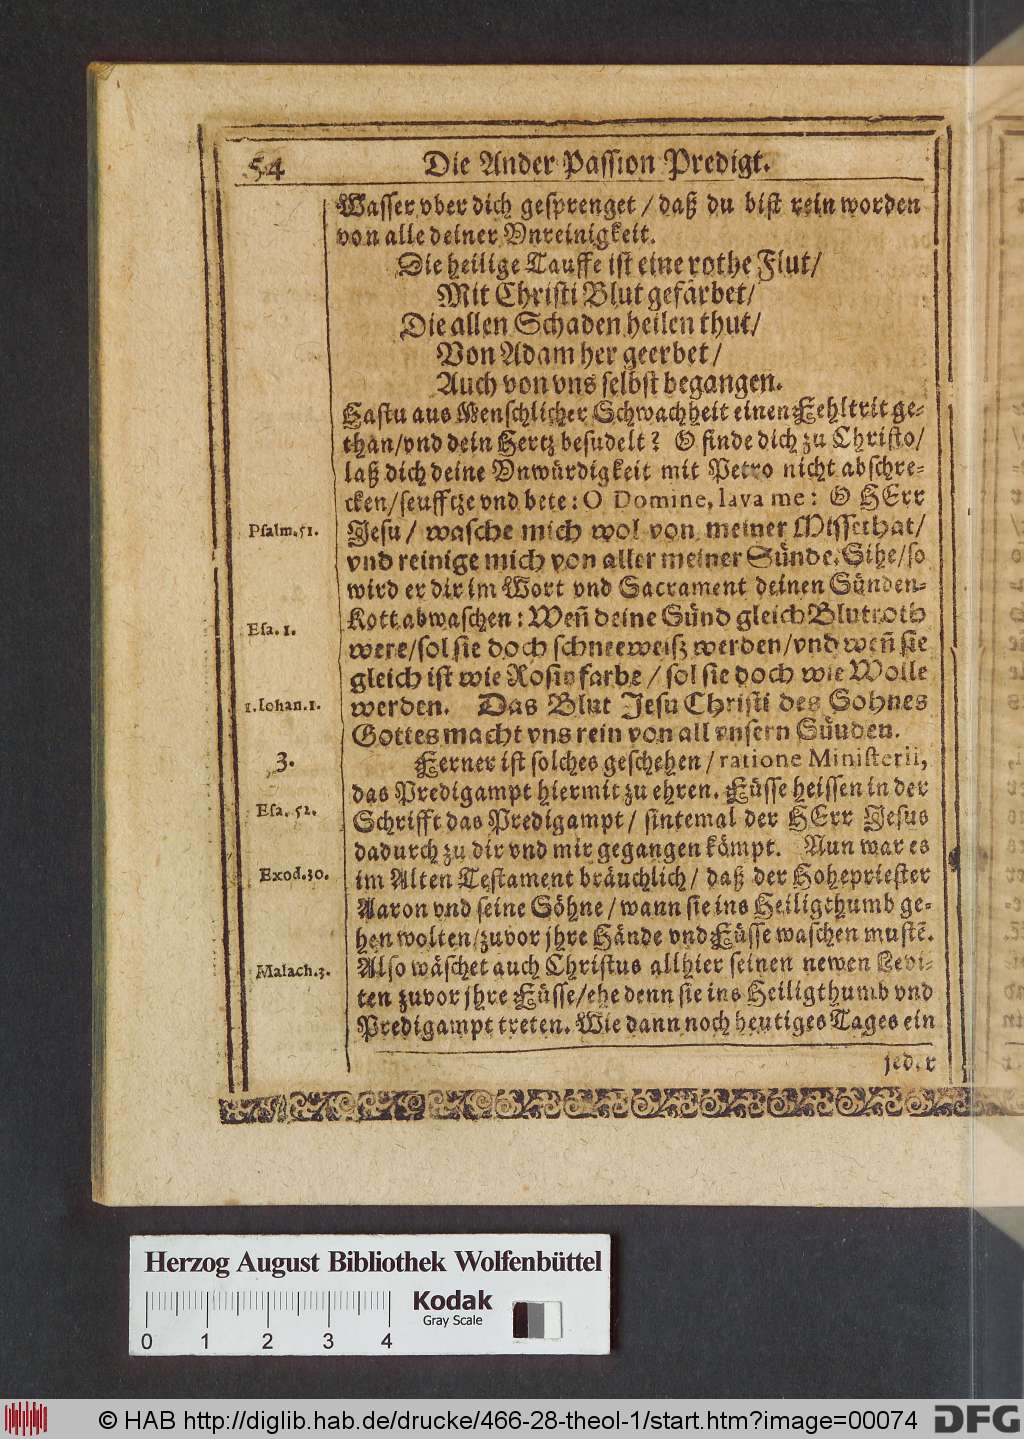 54
Die Ander Passion Predigt.
Wasser vber dich gesprenget / daß du bist rein worden
von alle deiner Vnreinigkeit.
Die heilige Tauffe ist eine rothe Flut/
Mit Christi Blut gefärbet/
Die allen Schaden heilen thut/
Von Adam her geerbet/
Auch von vns selbst begangen.
Hastu aus Menschlicher Schwachheit einen Fehltrit ge-
than/vnd dein Hertz besudelt? O finde dich zu Christo/
laß dich deine Vnwürdigkeit mit Petro nicht abschre-
cken/seufftze vnd bete: O Domine, lava me: O HErr
Psalm.51.
Jesu/ wasche mich wol von meiner Missethat/
vnd reinige mich von aller meiner Sünde. Sihe/so
wird er dir im Wort vnd Sacrament deinen Sünden-
Kott abwaschen: Weñ deine Sünd gleich Blutroth
Esa. 1.
were/sol sie doch schneeweiß werden/vnd weñ sie
gleich ist wie Rosinfarbe / sol sie doch wie Wolle
1.Iohan.1.
werden. Das Blut Jesu Christi des Sohnes
Gottes macht vns rein von all vnsern Sünden.
3.
Ferner ist solches geschehen/ratione Ministerii,
das Predigampt hiermit zu ehren. Füsse heissen in der
Esa. 52.
Schrifft das Predigampt/ sintemal der HErr Jesus
dadurch zu dir vnd mir gegangen kämpt. Nun war es
Exod.30.
im Alten Testament bräuchlich/ daß der Hohepriester
Aaron vnd seine Söhne/wann sie ins Heiligthumb ge-
hen wolten/zuvor jhre Hände vnd Füsse waschen mustẽ.
Malach.3.
Also wäschet auch Christus allhier seinen newen Levi-
ten zuvor jhre Füsse/ehe denn sie ins Heiligthumb vnd
Predigampt treten. Wie dann noch heutiges Tages ein
jeder
Herzog August Bibliothek Wolfenbüttel
Kodak
Gray Scale
0 1 2 3 4
© HAB http://diglib.hab.de/drucke/466-28-theol-1/start.htm?image=00074
DFG